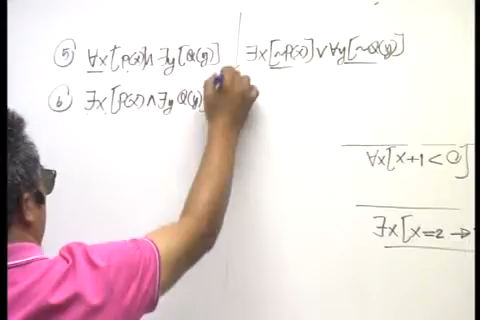 5) ∀x[P(x)] ∧ ∃y[Q(y)] ∃x[~P(x)] ∨ ∀y[~Q(y)]
6) ∃x[P(x) ∧ ∃y Q(y)
∀x[x+1<0]
∃x[x=2 →